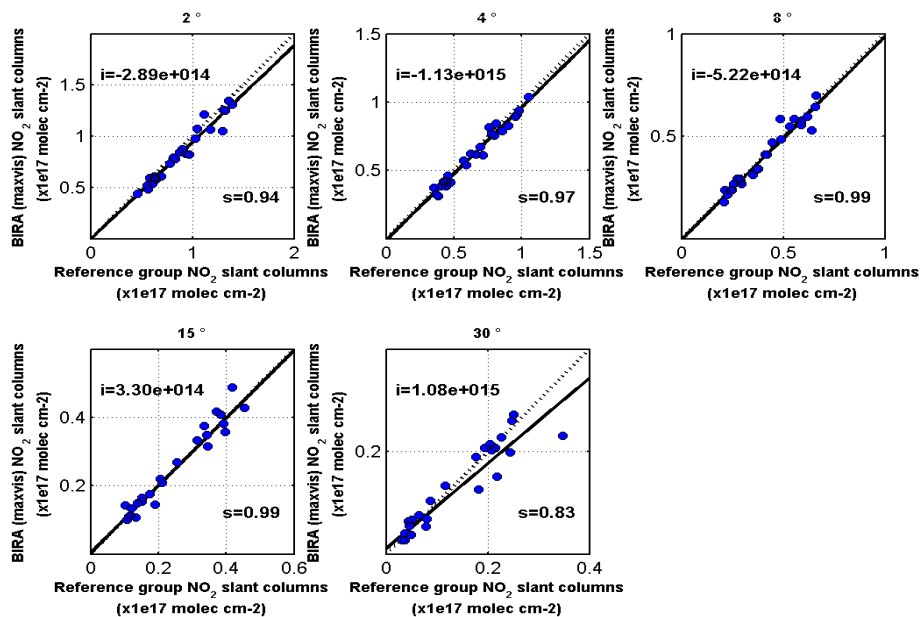 2 °
BIRA (maxvis) NO2 slant columns
(x1e17 molec cm-2)
1.5
1
0.5
i=-2.89e+014
s=0.94
0
1
2
Reference group NO2 slant columns
(x1e17 molec cm-2)
4 °
BIRA (maxvis) NO2 slant columns
(x1e17 molec cm-2)
1
0.5
0
i=-1.13e+015
s=0.97
0
0.5
1
1.5
Reference group NO2 slant columns
(x1e17 molec cm-2)
8 °
BIRA (maxvis) NO2 slant columns
(x1e17 molec cm-2)
1
0.5
0
i=-5.22e+014
s=0.99
0
0.5
1
Reference group NO2 slant columns
(x1e17 molec cm-2)
15 °
BIRA (maxvis) NO2 slant columns
(x1e17 molec cm-2)
0.4
0.2
i=3.30e+014
s=0.99
0
0.2
0.4
0.6
Reference group NO2 slant columns
(x1e17 molec cm-2)
30 °
BIRA (maxvis) NO2 slant columns
(x1e17 molec cm-2)
0.2
i=1.08e+015
s=0.83
0
0.2
0.4
Reference group NO2 slant columns
(x1e17 molec cm-2)